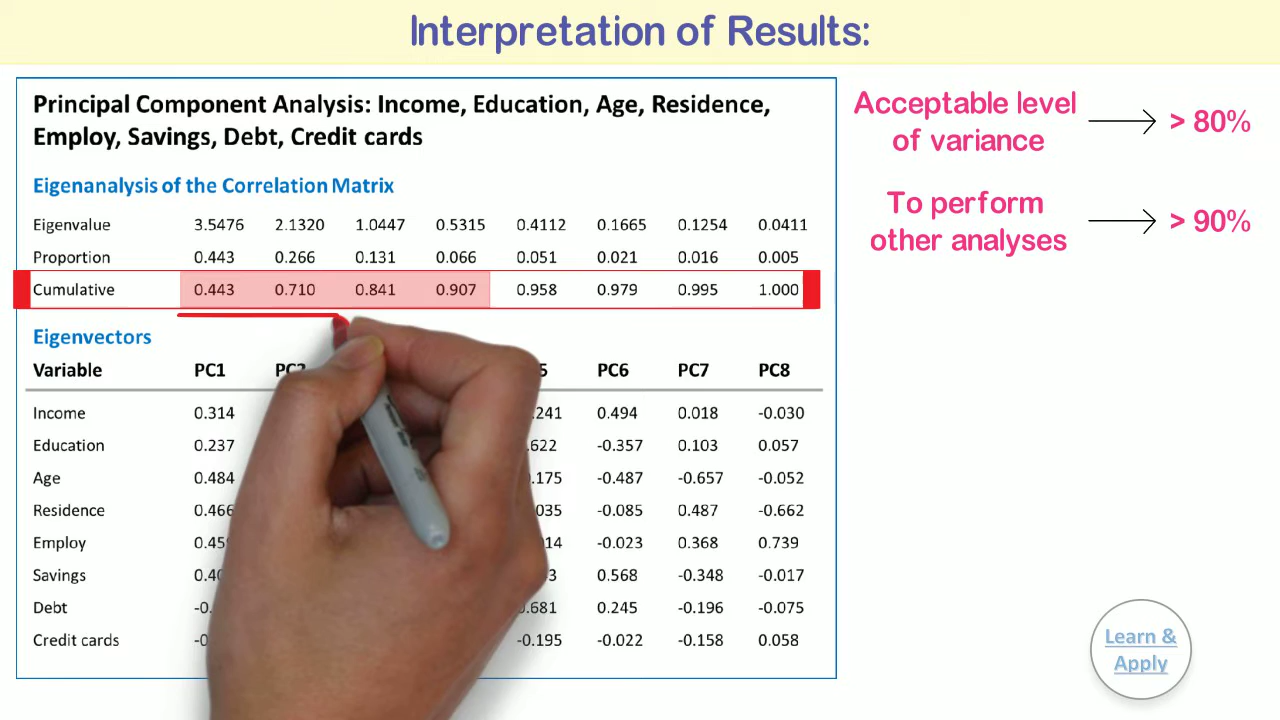 Interpretation of Results:
Principal Component Analysis: Income, Education, Age, Residence,
Employ, Savings, Debt, Credit cards
Eigenanalysis of the Correlation Matrix
Eigenvalue 3.5476 2.1320 1.0447 0.5315 0.4112 0.1665 0.1254 0.0411
Proportion 0.443 0.266 0.131 0.066 0.051 0.021 0.016 0.005
Cumulative 0.443 0.710 0.841 0.907 0.958 0.979 0.995 1.000
Eigenvectors
Variable PC1 PC6 PC7 PC8
Income 0.314 0.494 0.018 -0.030
Education 0.237 -0.357 0.103 0.057
Age 0.484 -0.487 -0.657 -0.052
Residence 0.466 -0.085 0.487 -0.662
Employ -0.023 0.368 0.739
Savings 0.568 -0.348 -0.017
Debt 0.245 -0.196 -0.075
Credit cards -0.195 -0.022 -0.158 0.058
Acceptable level
of variance > 80%
To perform
other analyses > 90%
Learn &
Apply